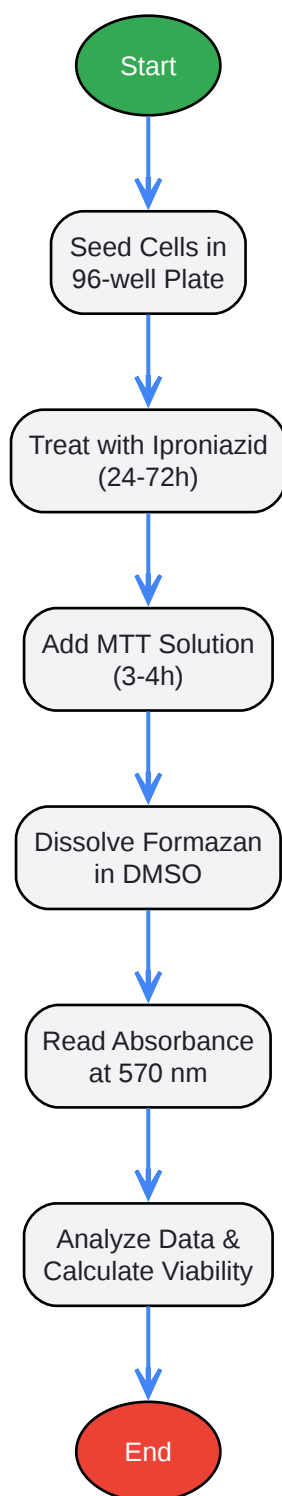 Start
Seed Cells in
96-well Plate
Treat with Iproniazid
(24-72h)
Add MTT Solution
(3-4h)
Dissolve Formazan
in DMSO
Read Absorbance
at 570 nm
Analyze Data &
Calculate Viability
End